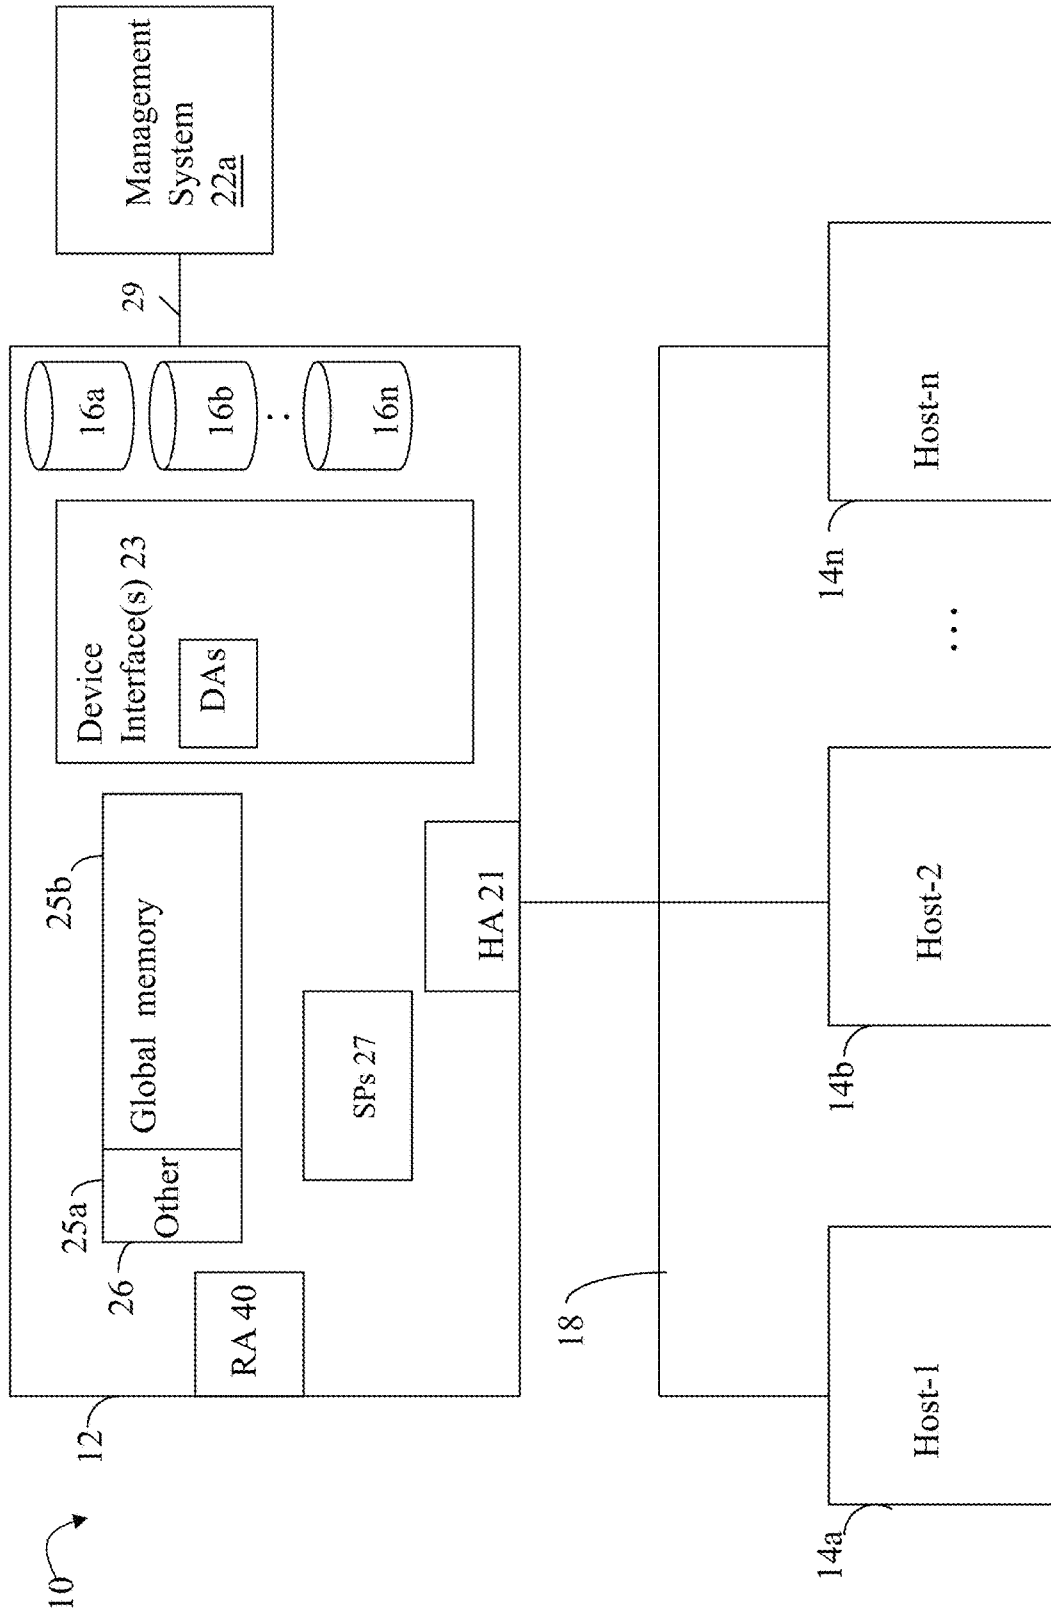 10
12
26
25a
25b
Other
Global memory
RA 40
SPs 27
HA 21
Device
Interface(s) 23
DAs
16a
16b
16n
29
Management
System
22a
18
14a
Host-1
14b
Host-2
...
14n
Host-n